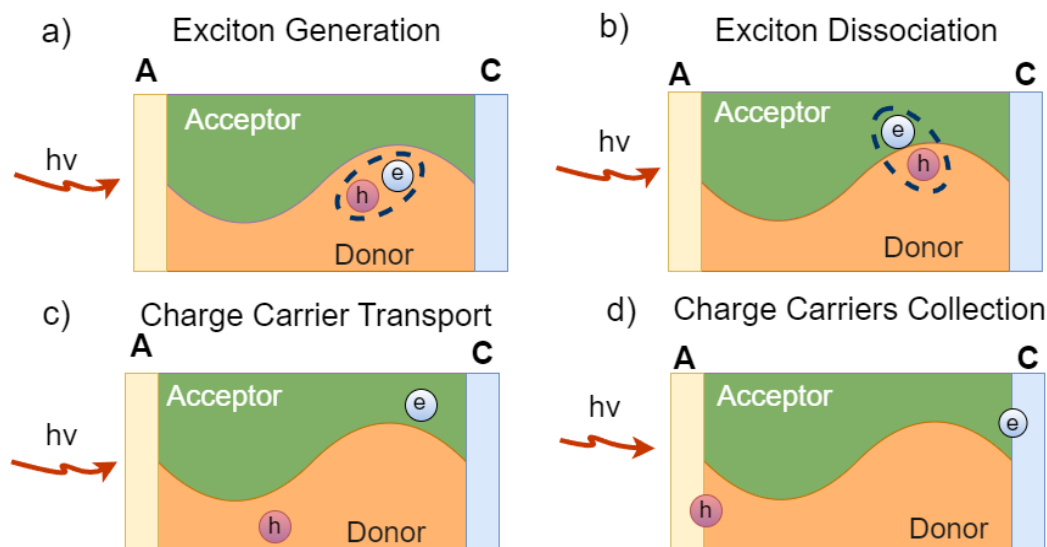 a) Exciton Generation
A C
Acceptor
hv
h e
Donor
b) Exciton Dissociation
A C
Acceptor
hv
e
h
Donor
c) Charge Carrier Transport
A C
Acceptor e
hv
h Donor
d) Charge Carriers Collection
A C
Acceptor
hv e
h
Donor